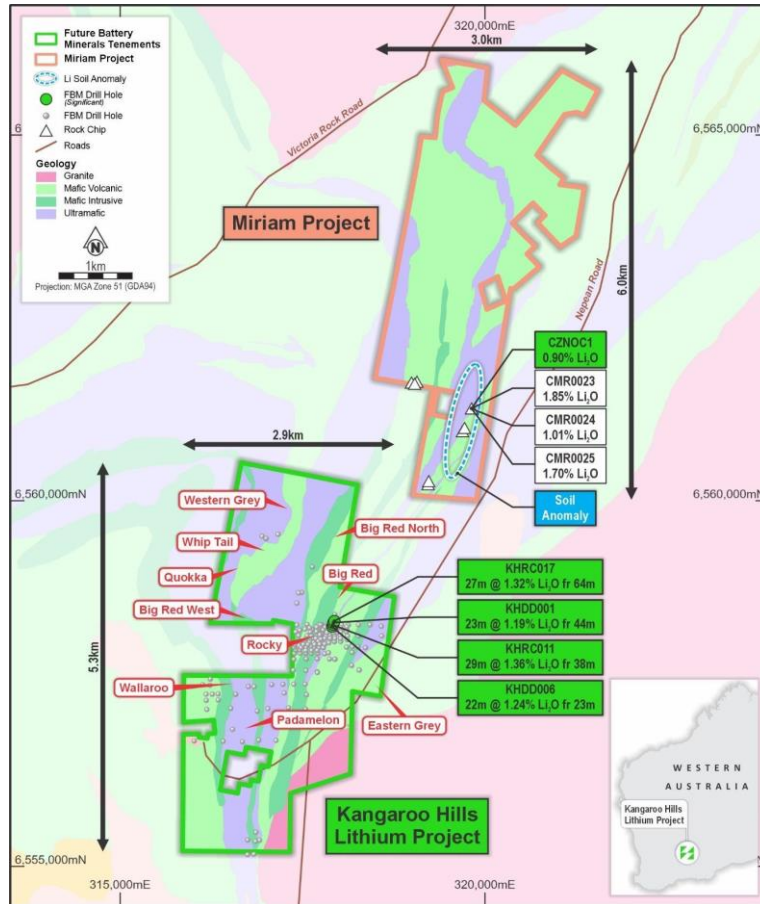 320,000mE
3.0km
Future Battery
Minerals Tenements
Miriam Project
Li Soil Anomaly
FBM Drill Hole
(Significant)
FBM Drill Hole
Rock Chip
Roads
Geology
Granite
Mafic Volcanic
Mafic Intrusive
Ultramafic
N
1km
Projection: MGA Zone 51 (GDA94)
Victoria Rock Road
6,565,000mN
Miriam Project
6.0km
Nepean Road
CZNOC1
0.90% Li₂O
CMR0023
1.85% Li₂O
CMR0024
1.01% Li₂O
CMR0025
1.70% Li₂O
Soil
Anomaly
2.9km
6,560,000mN
6,560,000mN
Western Grey
Whip Tail
Quokka
Big Red West
Big Red North
Big Red
Rocky
KHRC017
27m @ 1.32% Li₂O fr 64m
KHDD001
23m @ 1.19% Li₂O fr 44m
KHRC011
29m @ 1.36% Li₂O fr 38m
KHDD006
22m @ 1.24% Li₂O fr 23m
5.3km
Wallaroo
Padamelon
Eastern Grey
Kangaroo Hills
Lithium Project
WESTERN
AUSTRALIA
Kangaroo Hills
Lithium Project
6,555,000mN
315,000mE
320,000mE